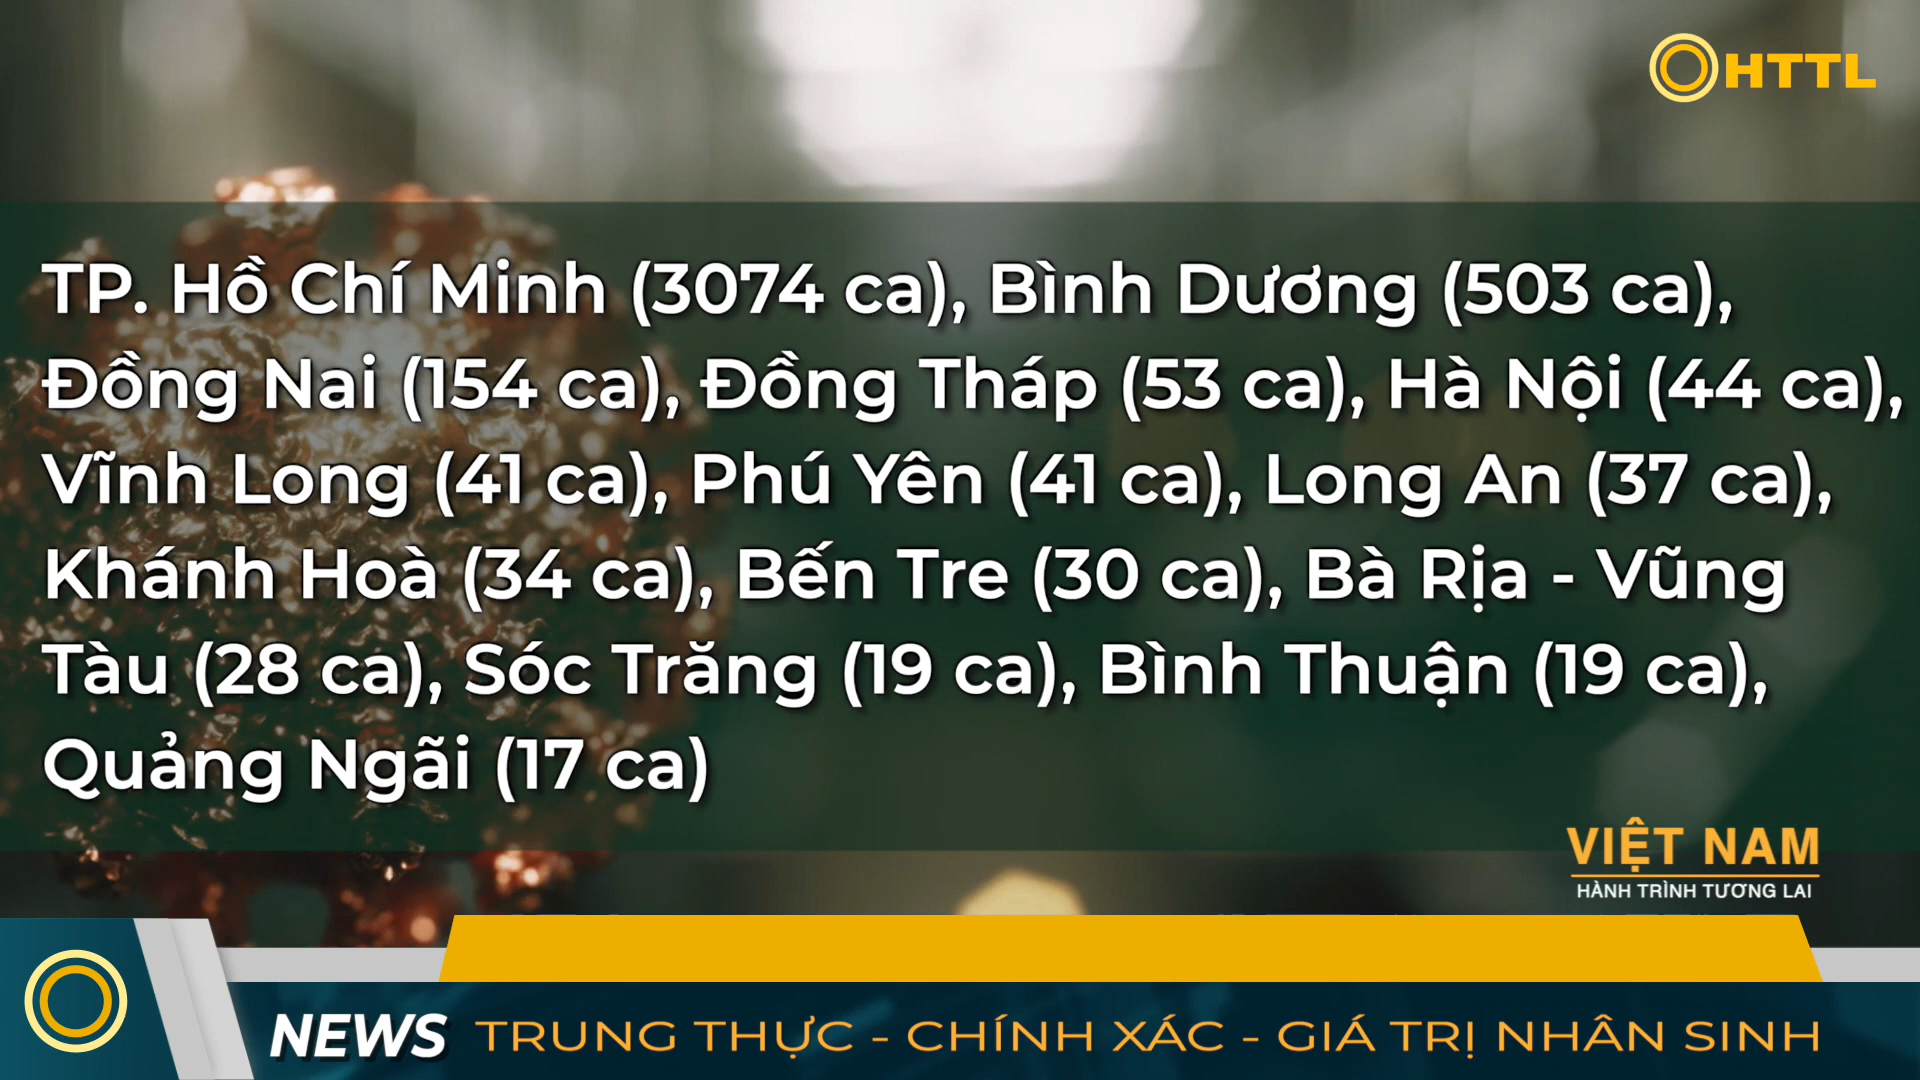 HTTL
TP. Hồ Chí Minh (3074 ca), Bình Dương (503 ca),
Đồng Nai (154 ca), Đồng Tháp (53 ca), Hà Nội (44 ca),
Vĩnh Long (41 ca), Phú Yên (41 ca), Long An (37 ca),
Khánh Hoà (34 ca), Bến Tre (30 ca), Bà Rịa - Vũng
Tàu (28 ca), Sóc Trăng (19 ca), Bình Thuận (19 ca),
Quảng Ngãi (17 ca)
VIỆT NAM
HÀNH TRÌNH TƯƠNG LAI
NEWS TRUNG THỰC - CHÍNH XÁC - GIÁ TRỊ NHÂN SINH